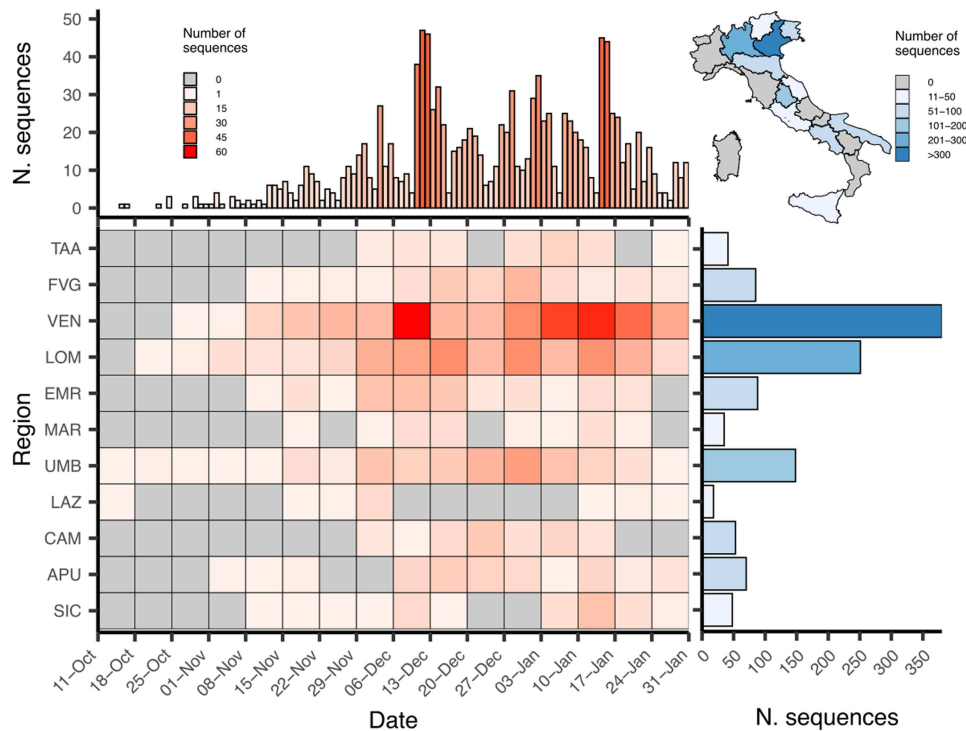 N. sequences
50
40
30
20
10
0
Number of
sequences
0
1
15
30
45
60
Number of
sequences
0
11–50
51–100
101–200
201–300
>300
Region
TAA
FVG
VEN
LOM
EMR
MAR
UMB
LAZ
CAM
APU
SIC
11–Oct
18–Oct
25–Oct
01–Nov
08–Nov
15–Nov
22–Nov
29–Nov
06–Dec
13–Dec
20–Dec
27–Dec
03–Jan
10–Jan
17–Jan
24–Jan
31–Jan
Date
0
50
100
150
200
250
300
350
N. sequences